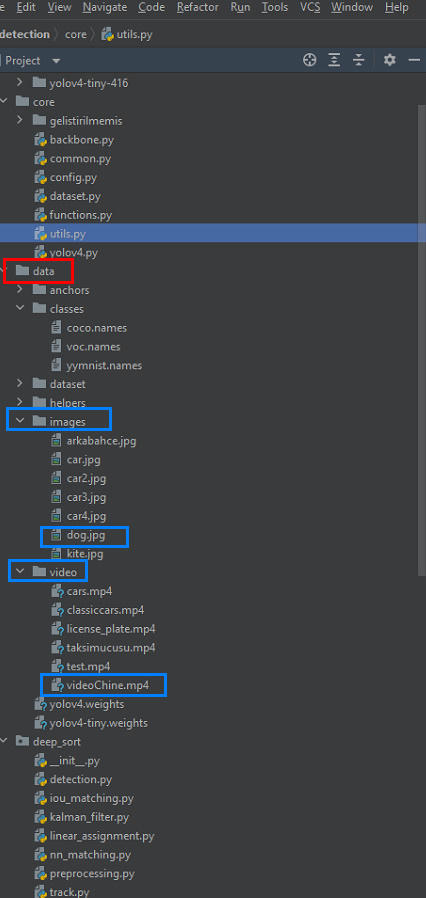 e Edit View Navigate Code Refactor Run Tools VCS Window Help
detection core utils.py
Project
yolov4-tiny-416
core
gelistirilmemis
backbone.py
common.py
config.py
dataset.py
functions.py
utils.py
yolov4.py
data
anchors
classes
coco.names
voc.names
yymnist.names
dataset
helpers
images
arkabahce.jpg
car.jpg
car2.jpg
car3.jpg
car4.jpg
dog.jpg
kite.jpg
video
cars.mp4
classiccars.mp4
license_plate.mp4
taksimucusu.mp4
test.mp4
videoChine.mp4
yolov4.weights
yolov4-tiny.weights
deep_sort
__init__.py
detection.py
iou_matching.py
kalman_filter.py
linear_assignment.py
nn_matching.py
preprocessing.py
track.py